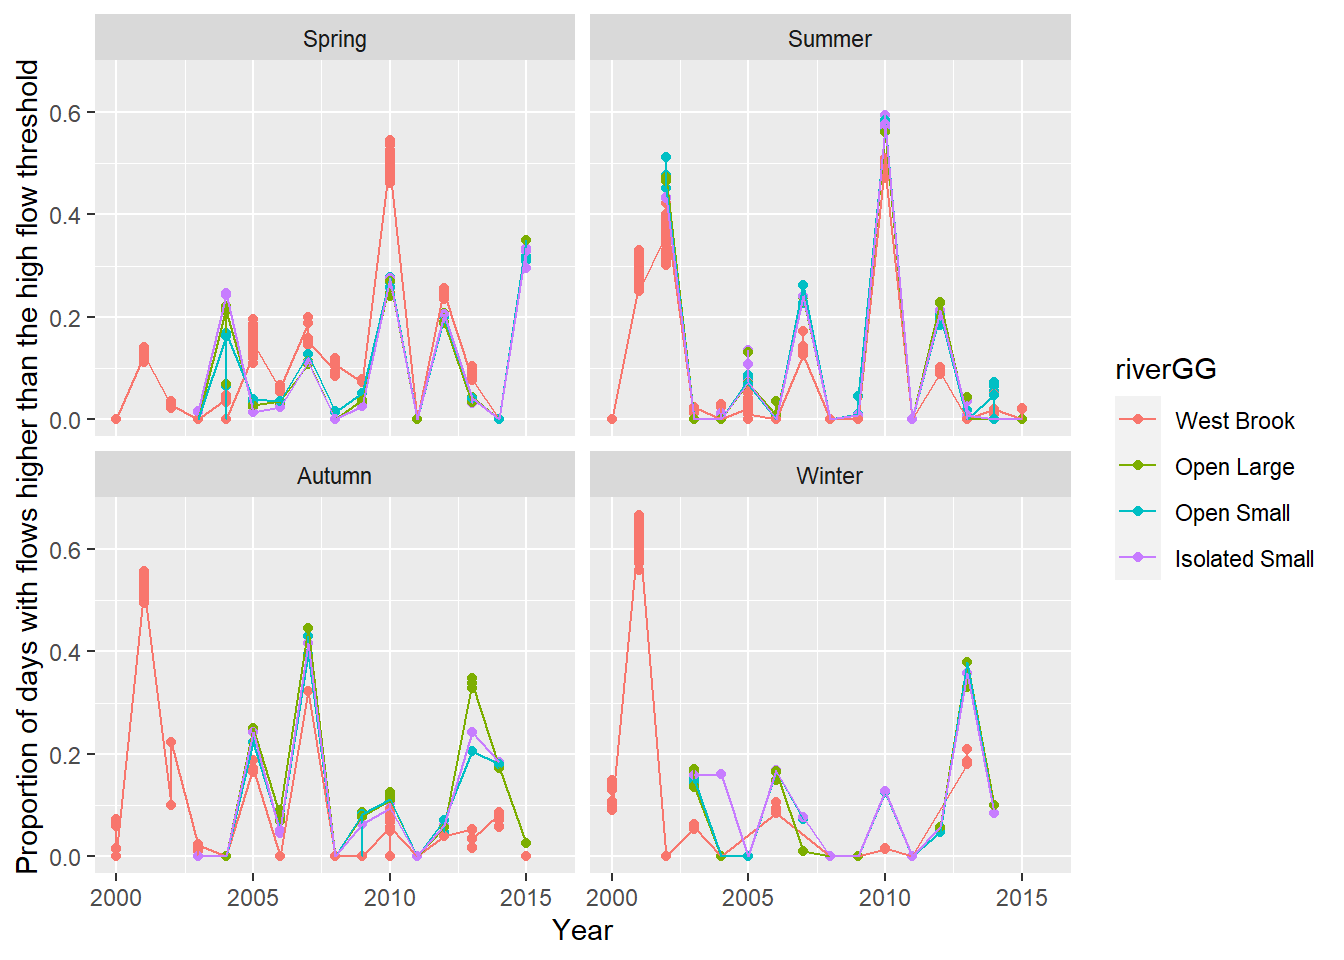 Spring
Summer
0.6
0.4
0.2
0.0
Autumn
Winter
0.6
0.4
0.2
0.0
2000
2005
2010
2015
2000
2005
2010
2015
Year
Proportion of days with flows higher than the high flow threshold
riverGG
West Brook
Open Large
Open Small
Isolated Small